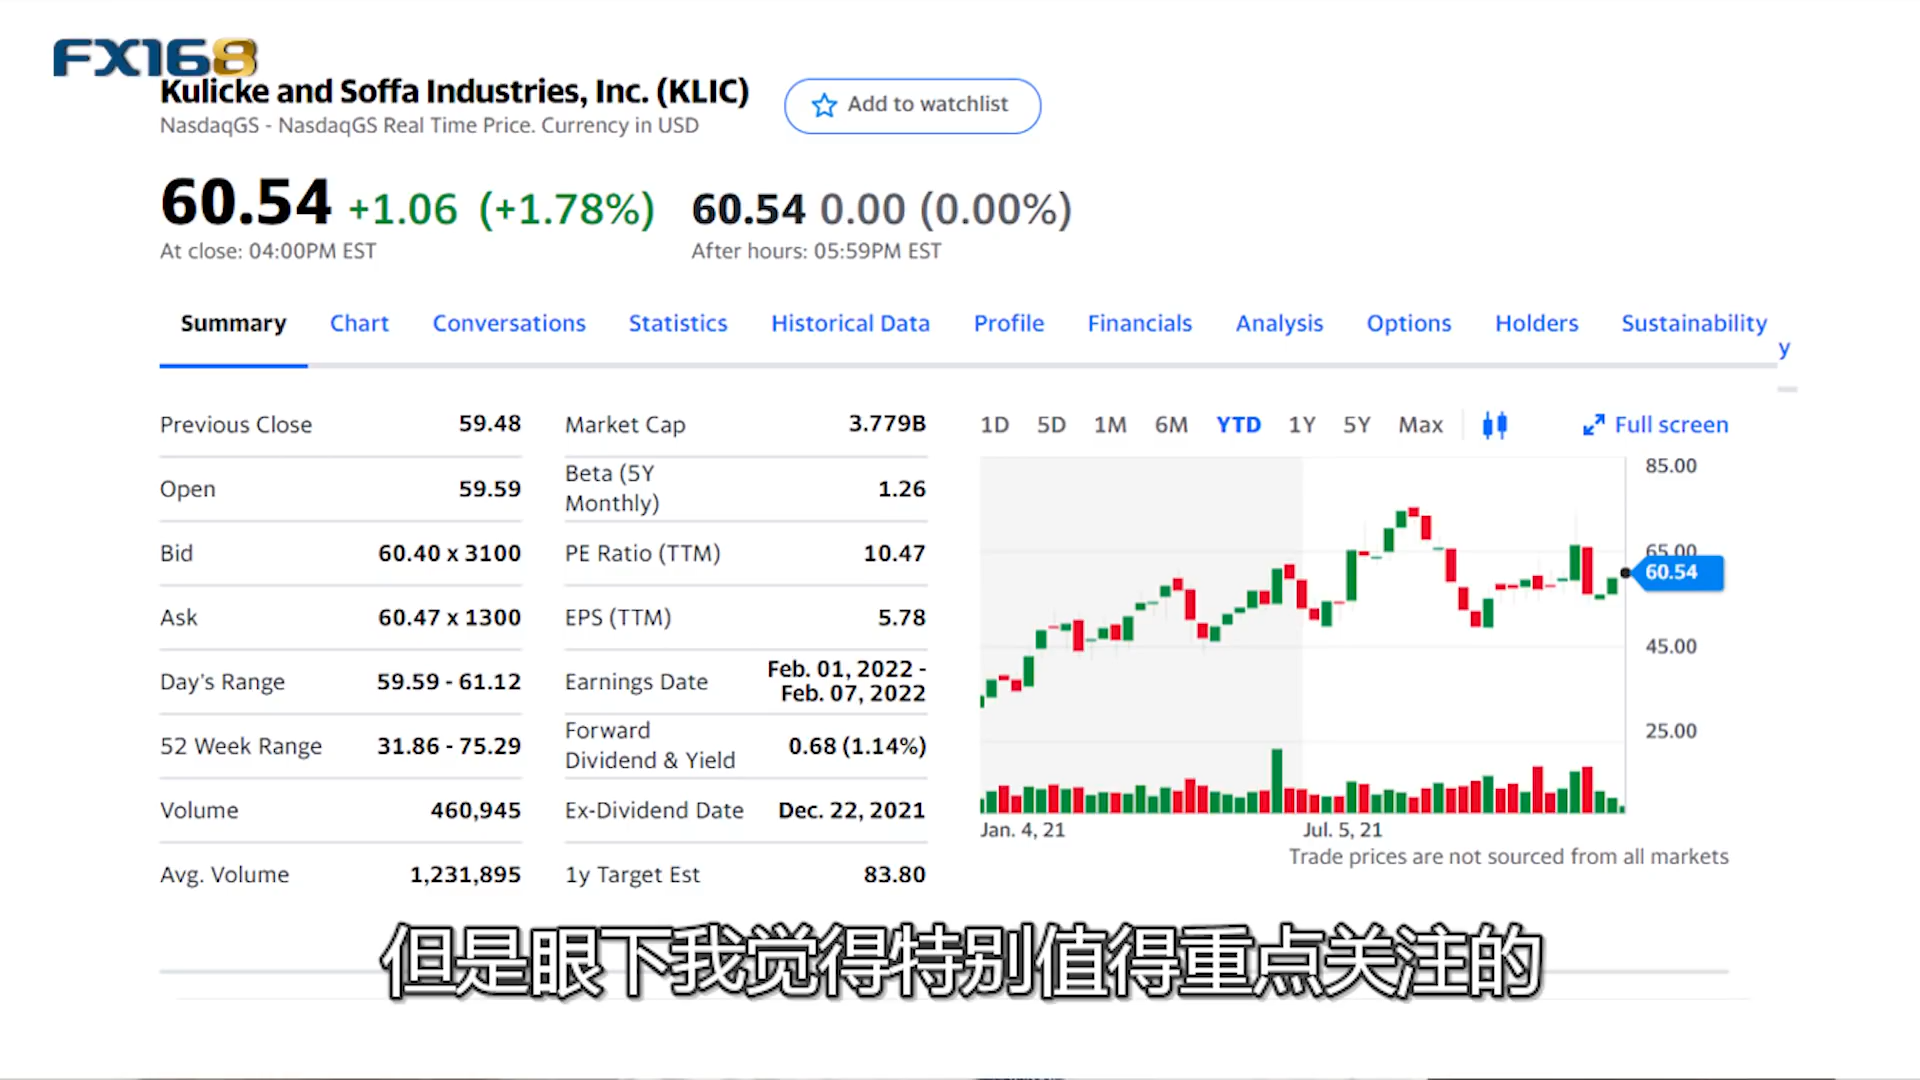 FX168
Kulicke and Soffa Industries, Inc. (KLIC)
Add to watchlist
NasdaqGS - NasdaqGS Real Time Price. Currency in USD
60.54 +1.06 (+1.78%)
60.54 0.00 (0.00%)
At close: 04:00PM EST
After hours: 05:59PM EST
Summary Chart Conversations Statistics Historical Data Profile Financials Analysis Options Holders Sustainability
y
Previous Close 59.48
Open 59.59
Bid 60.40 x 3100
Ask 60.47 x 1300
Day's Range 59.59 - 61.12
52 Week Range 31.86 - 75.29
Volume 460,945
Avg. Volume 1,231,895
Market Cap 3.779B
Beta (5Y
Monthly) 1.26
PE Ratio (TTM) 10.47
EPS (TTM) 5.78
Earnings Date Feb. 01, 2022 -
Feb. 07, 2022
Forward
Dividend & Yield 0.68 (1.14%)
Ex-Dividend Date Dec. 22, 2021
1y Target Est 83.80
1D 5D 1M 6M YTD 1Y 5Y Max Full screen
85.00
65.00
60.54
45.00
25.00
Jan. 4, 21 Jul. 5, 21
Trade prices are not sourced from all markets
但是眼下我觉得特别值得重点关注的